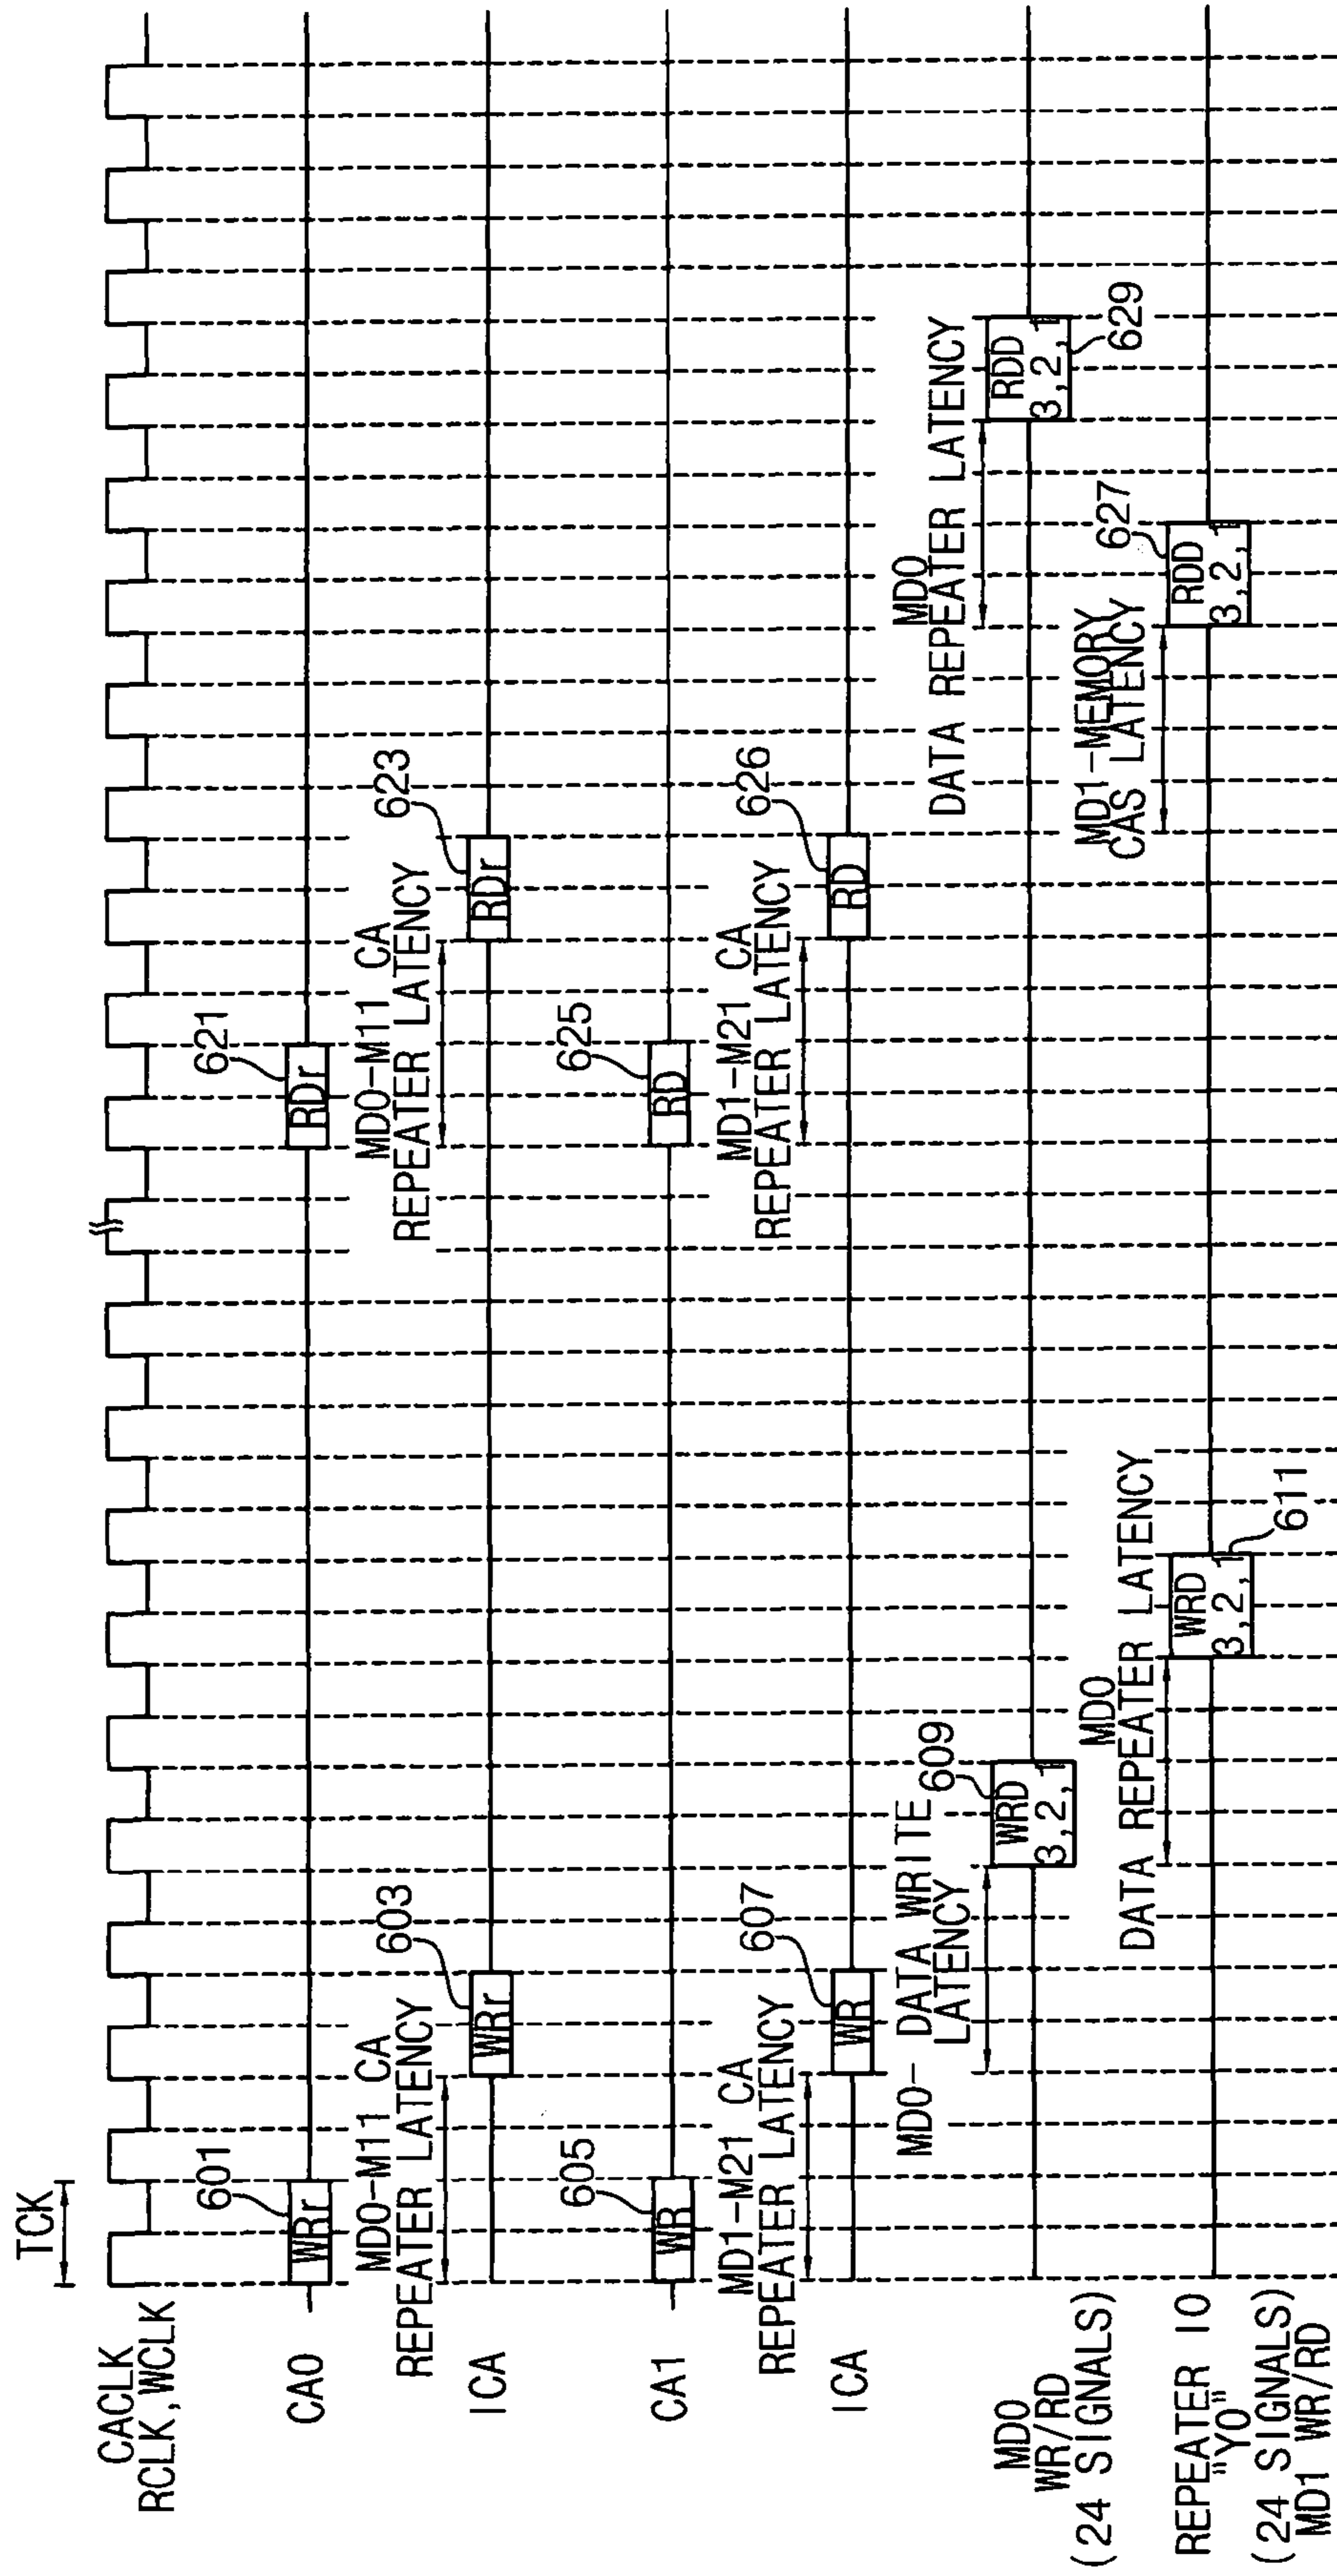 TCK
CACLK
RCLK,WCLK
CA0
WRr
601
RDr
621
MD0-M11 CA
REPEATER LATENCY
MD0-M11 CA
REPEATER LATENCY
ICA
WRr
603
RDr
623
CA1
WR
605
RD
625
MD1-M21 CA
REPEATER LATENCY
MD1-M21 CA
REPEATER LATENCY
ICA
WR
607
RD
626
MD0- DATA WRITE
LATENCY
MD0
DATA REPEATER LATENCY
MD0
WR/RD
(24 SIGNALS)
WRD
3,2,1
609
RDD
3,2,1
629
MD0
DATA REPEATER LATENCY
MD1-MEMORY
CAS LATENCY
REPEATER IO
"YO"
(24 SIGNALS)
MD1 WR/RD
WRD
3,2,1
611
RDD
3,2,1
627